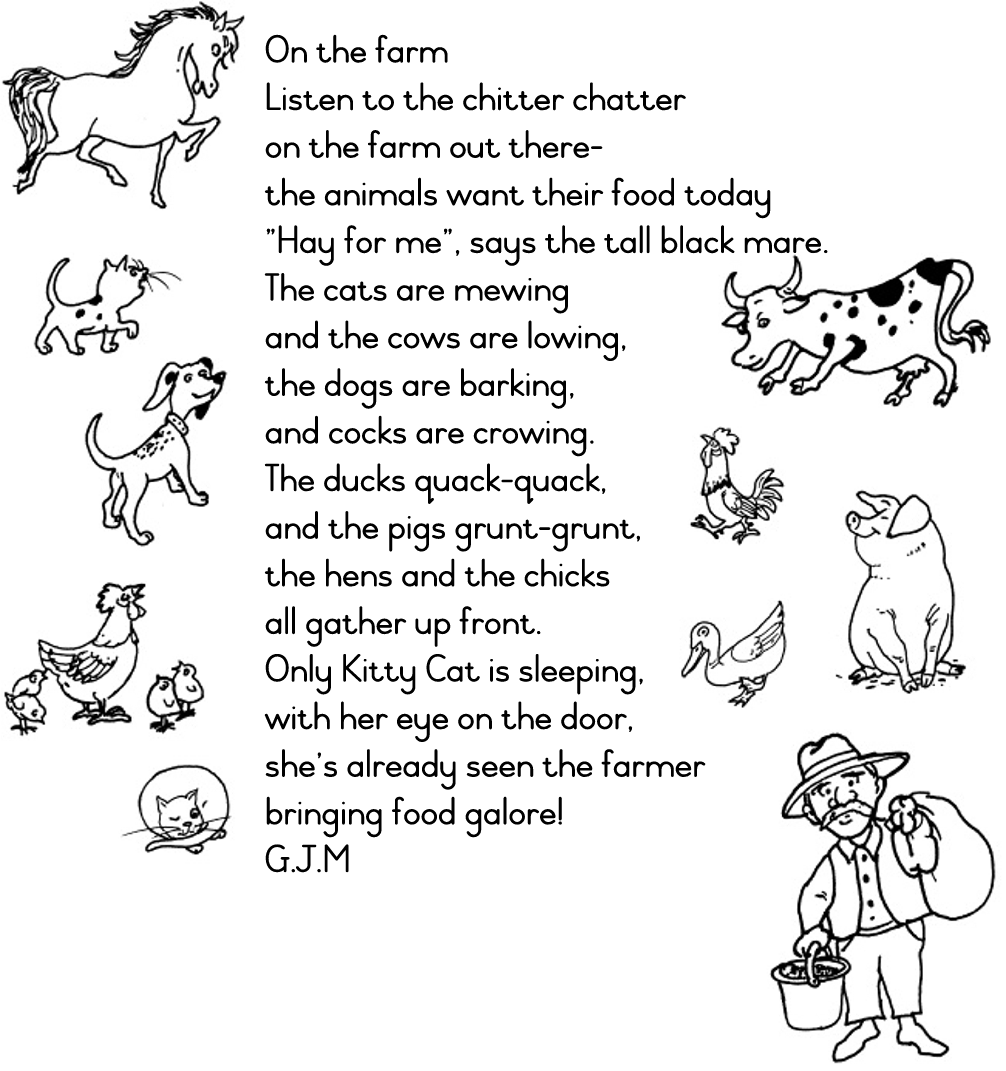 On the farm
Listen to the chitter chatter
on the farm out there-
the animals want their food today
"Hay for me", says the tall black mare.
The cats are mewing
and the cows are lowing,
the dogs are barking,
and cocks are crowing.
The ducks quack-quack,
and the pigs grunt-grunt,
the hens and the chicks
all gather up front.
Only Kitty Cat is sleeping,
with her eye on the door,
she's already seen the farmer
bringing food galore!
G.J.M